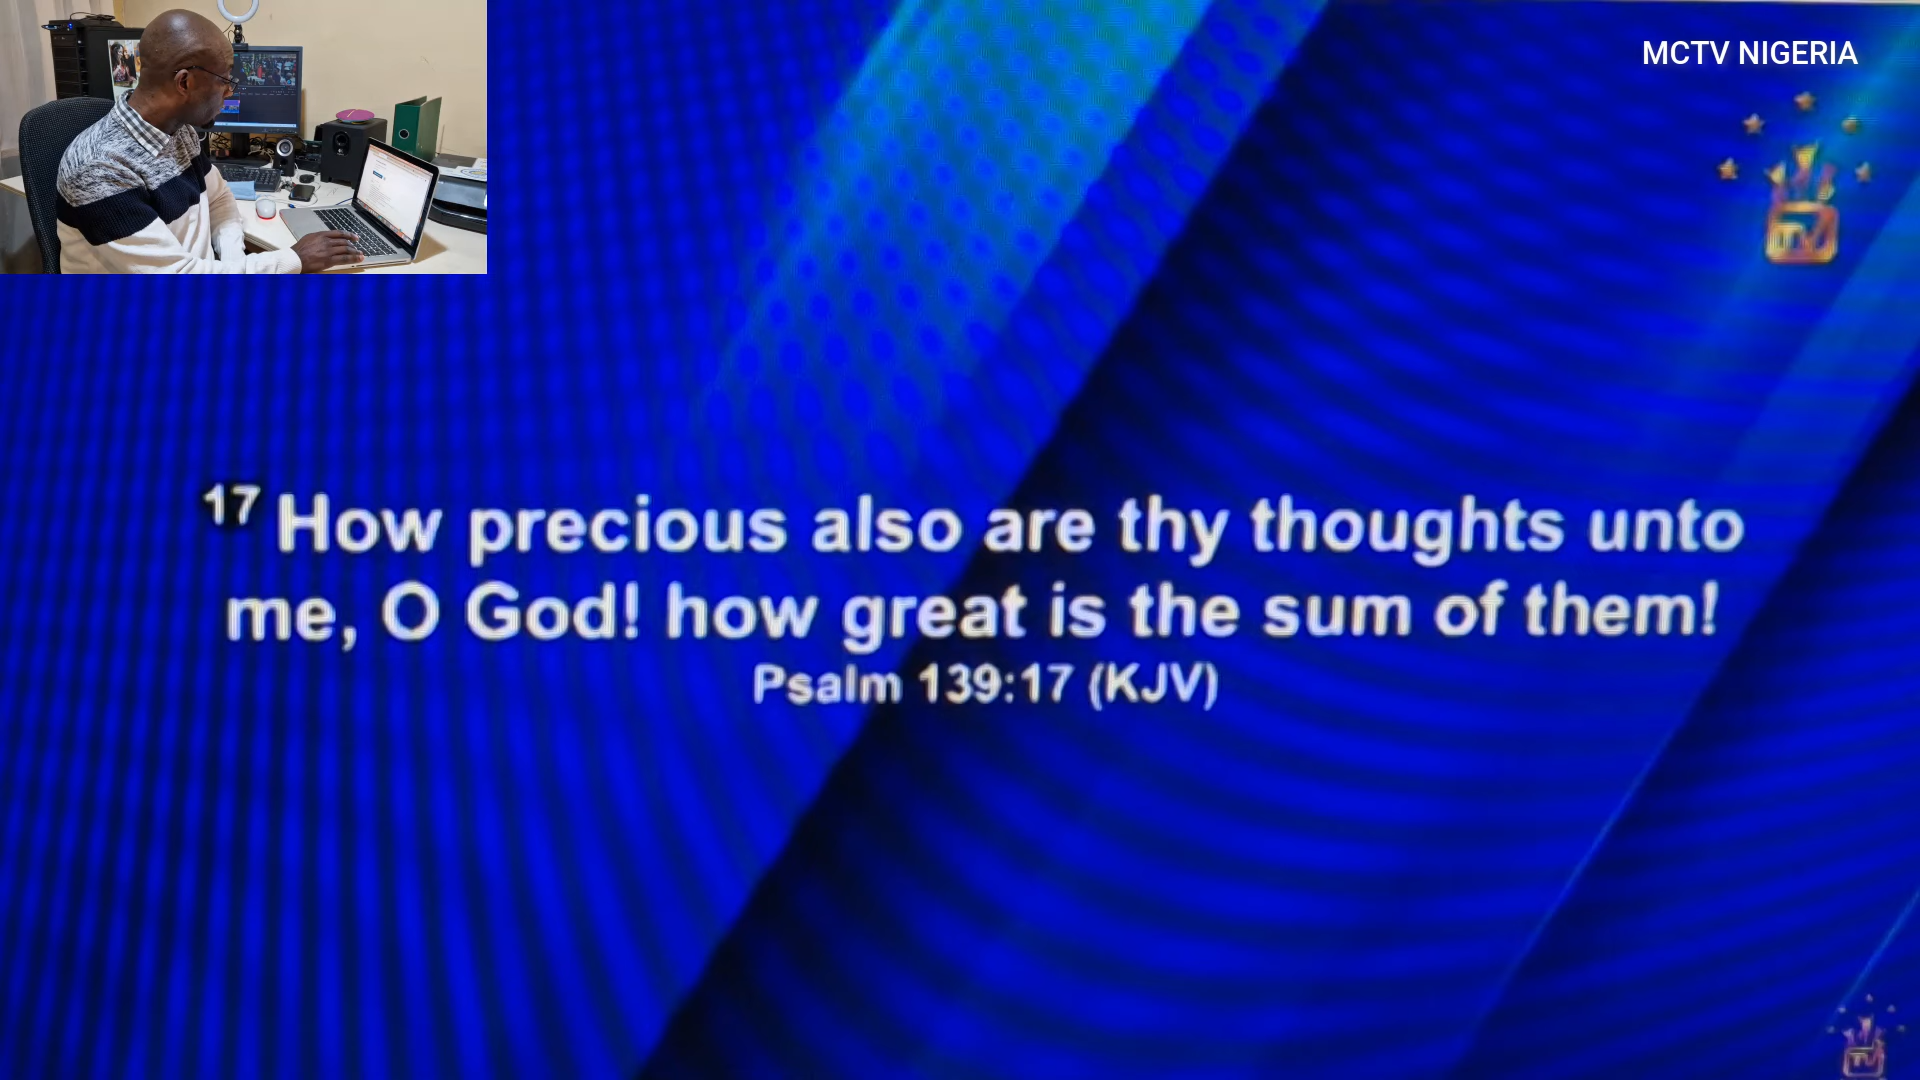 MCTV NIGERIA
17 How precious also are thy thoughts unto
me, O God! how great is the sum of them!
Psalm 139:17 (KJV)